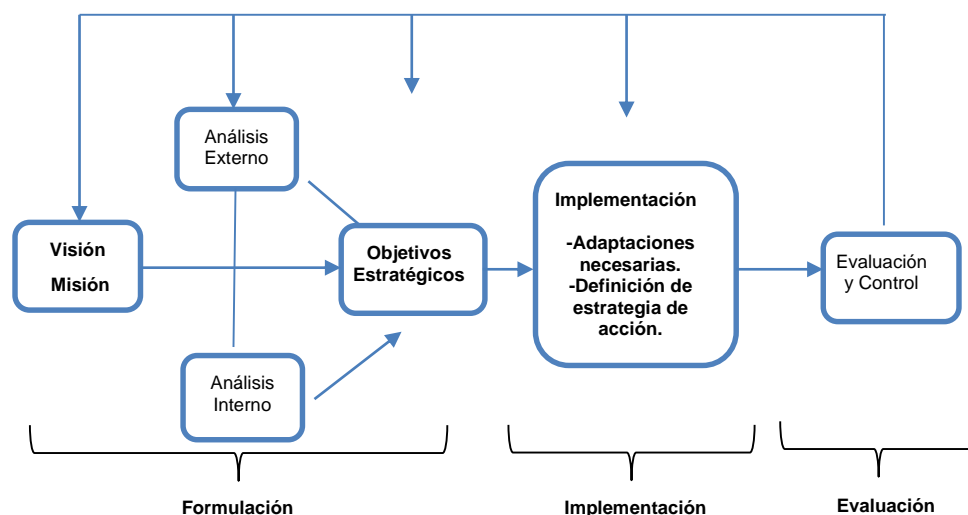 Análisis
Externo
Visión
Misión
Objetivos
Estratégicos
Análisis
Interno
Implementación
-Adaptaciones
necesarias.
-Definición de
estrategia de
acción.
Evaluación
y Control
Formulación
Implementación
Evaluación